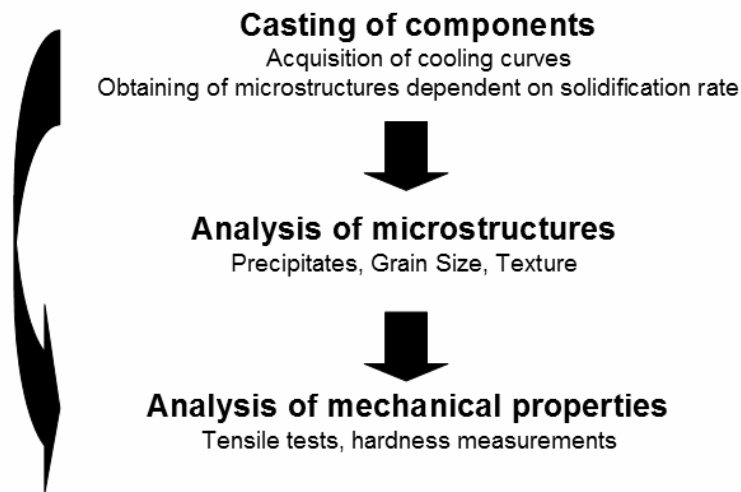 Casting of components
Acquisition of cooling curves
Obtaining of microstructures dependent on solidification rate
Analysis of microstructures
Precipitates, Grain Size, Texture
Analysis of mechanical properties
Tensile tests, hardness measurements